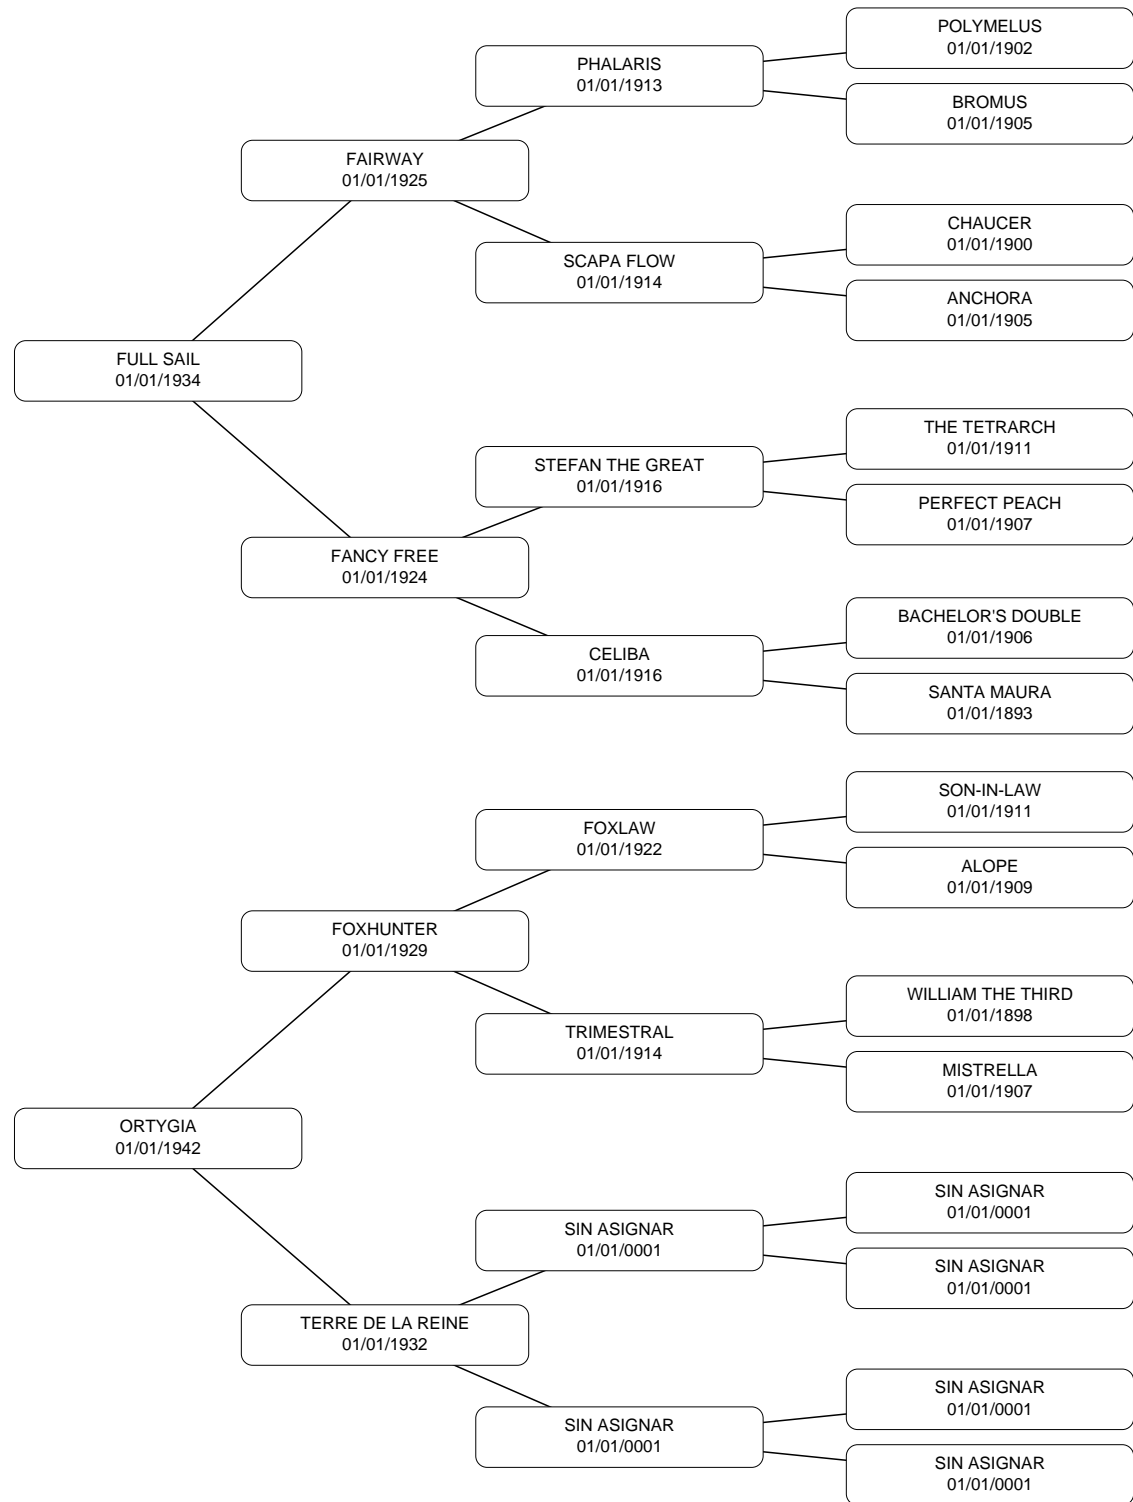 POLYMELUS
01/01/1902
PHALARIS
01/01/1913
BROMUS
01/01/1905
FAIRWAY
01/01/1925
CHAUCER
01/01/1900
SCAPA FLOW
01/01/1914
ANCHORA
01/01/1905
FULL SAIL
01/01/1934
THE TETRARCH
01/01/1911
STEFAN THE GREAT
01/01/1916
PERFECT PEACH
01/01/1907
FANCY FREE
01/01/1924
BACHELOR'S DOUBLE
01/01/1906
CELIBA
01/01/1916
SANTA MAURA
01/01/1893
SON-IN-LAW
01/01/1911
FOXLAW
01/01/1922
ALOPE
01/01/1909
FOXHUNTER
01/01/1929
WILLIAM THE THIRD
01/01/1898
TRIMESTRAL
01/01/1914
MISTRELLA
01/01/1907
ORTYGIA
01/01/1942
SIN ASIGNAR
01/01/0001
SIN ASIGNAR
01/01/0001
SIN ASIGNAR
01/01/0001
TERRE DE LA REINE
01/01/1932
SIN ASIGNAR
01/01/0001
SIN ASIGNAR
01/01/0001
SIN ASIGNAR
01/01/0001